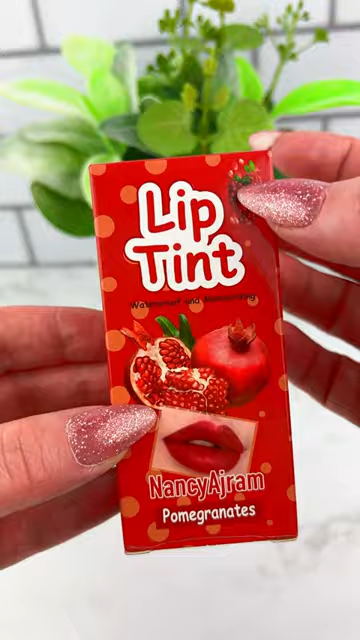 Lip
Tint
Waterproof and Moisturizing
NancyAjram
Pomegranates